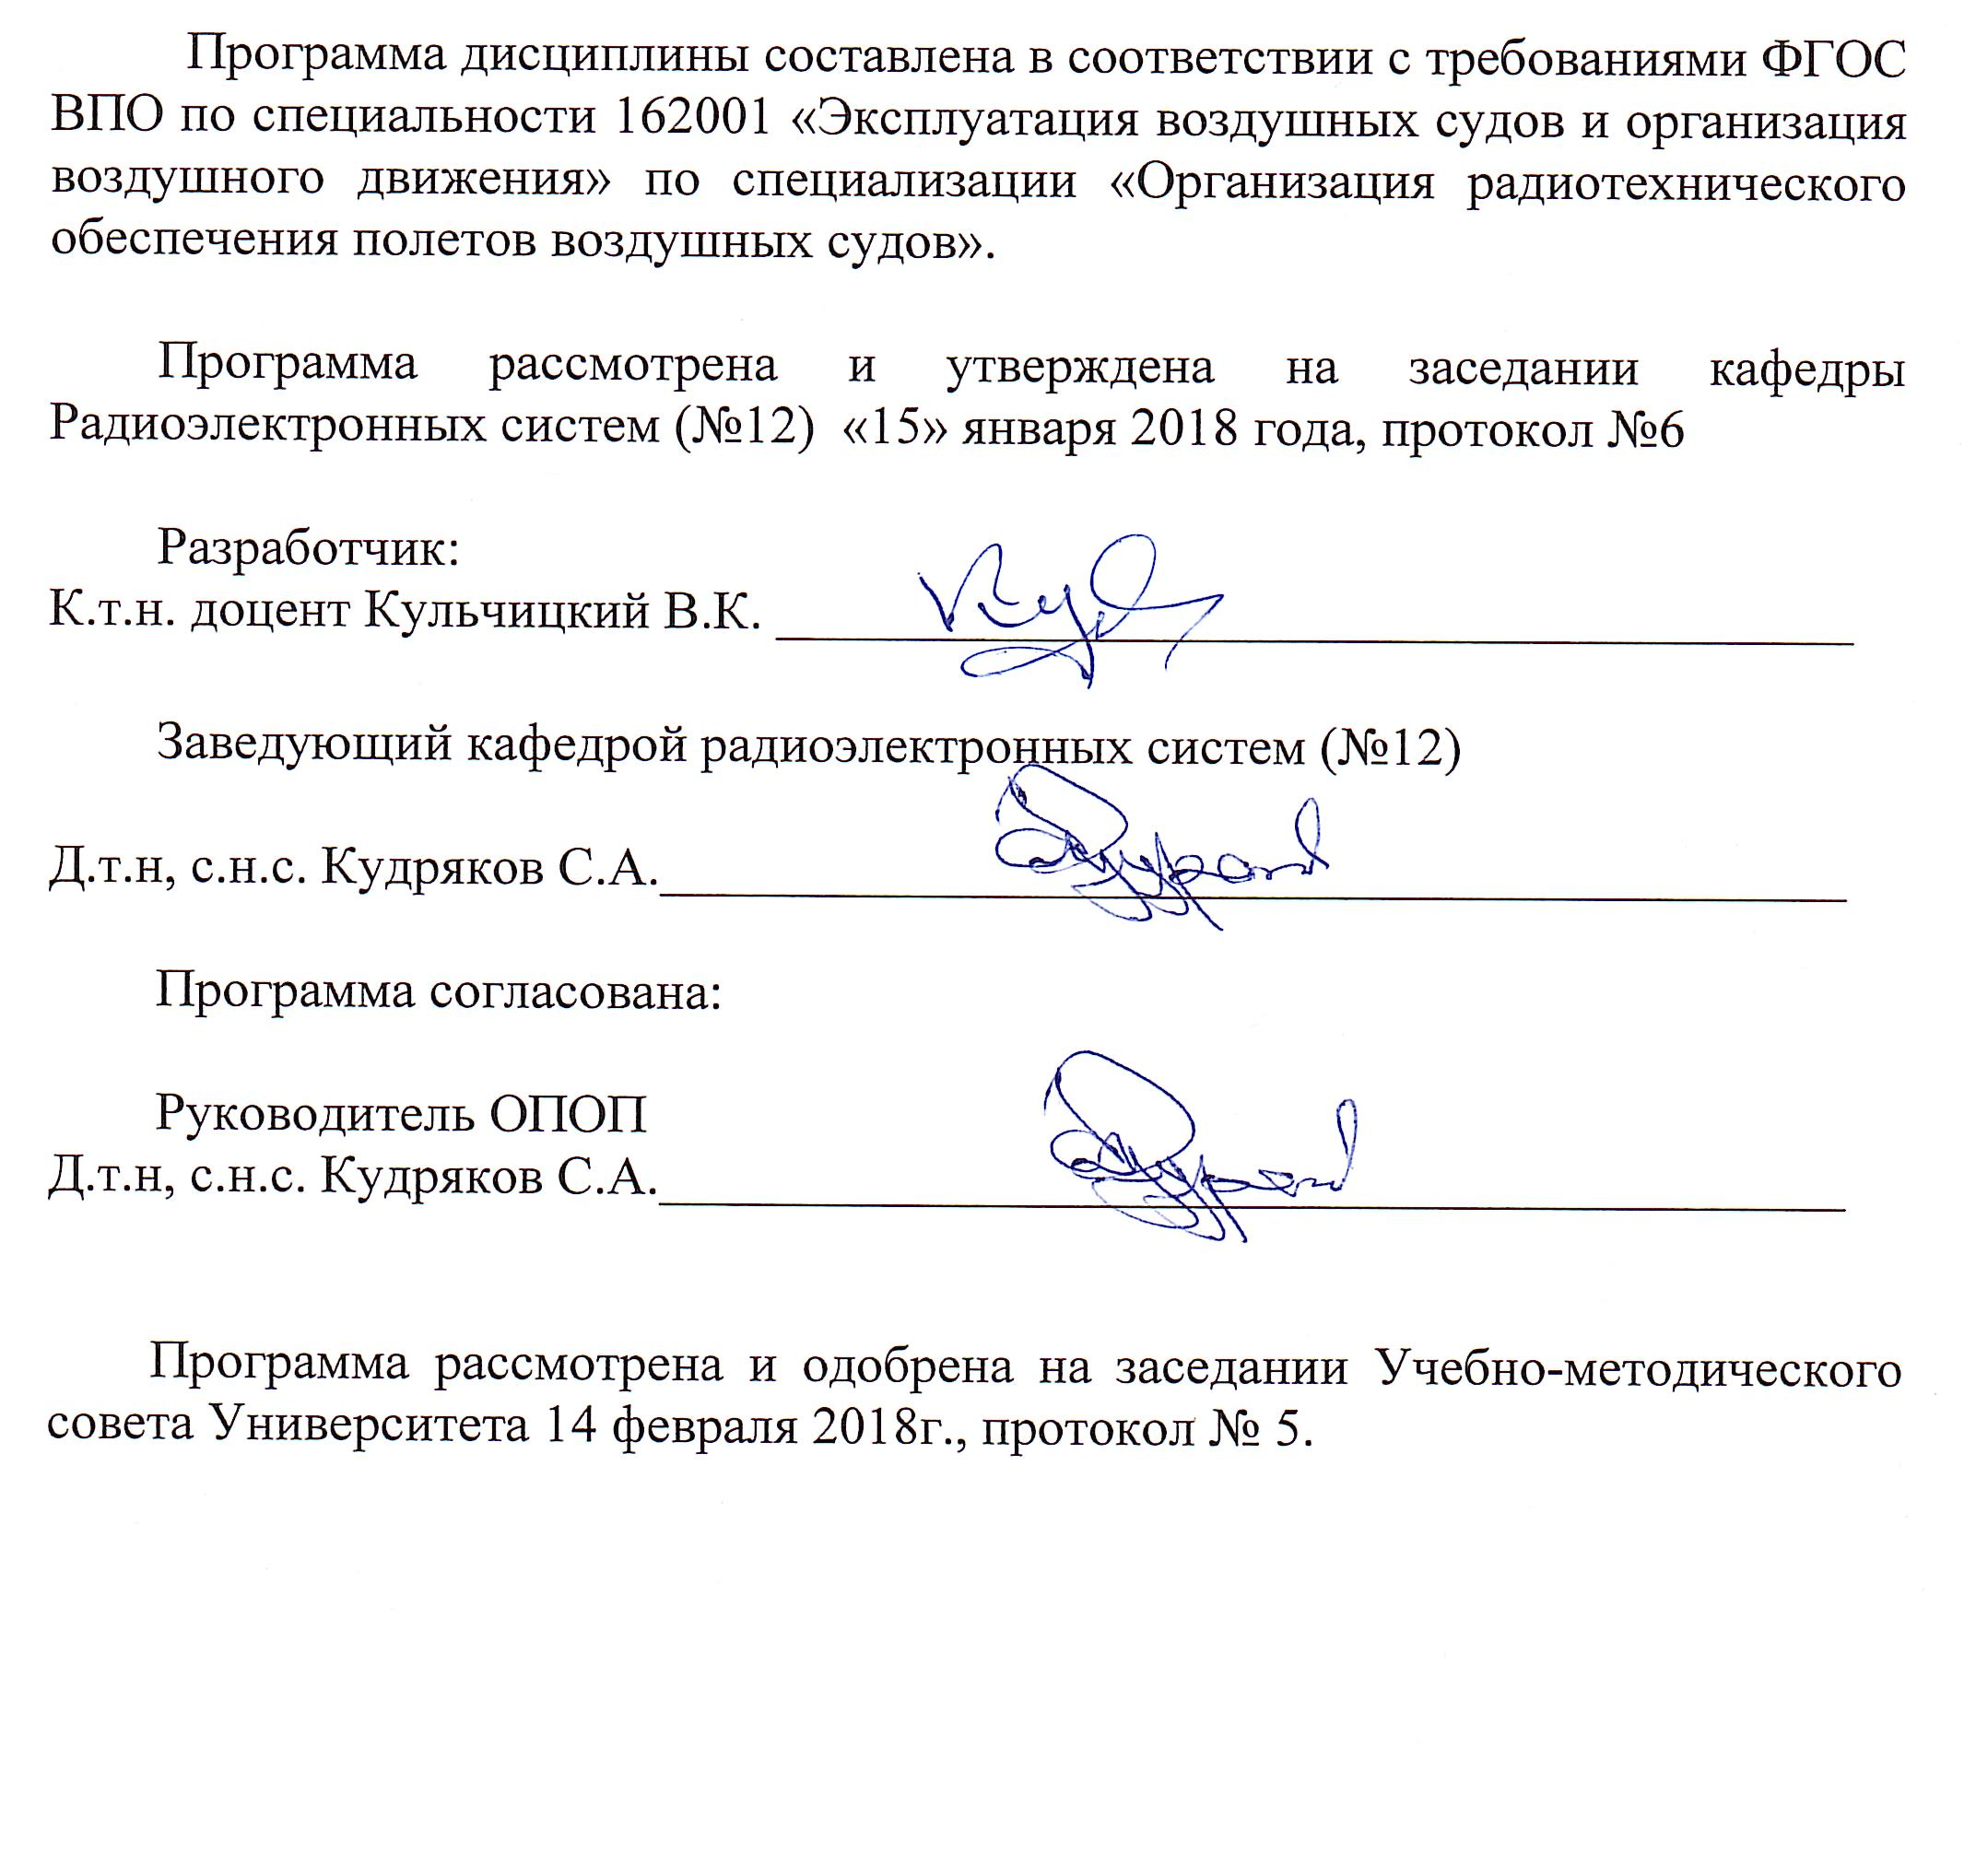 Программа дисциплины составлена в соответствии с требованиями ФГОС
ВПО по специальности 162001 «Эксплуатация воздушных судов и организация
воздушного движения» по специализации «Организация радиотехнического
обеспечения полетов воздушных судов».
Программа рассмотрена и утверждена на заседании кафедры
Радиоэлектронных систем (№12) «15» января 2018 года, протокол №6
Разработчик:
К.т.н. доцент Кульчицкий В.К.
Заведующий кафедрой радиоэлектронных систем (№12)
Д.т.н, с.н.с. Кудряков С.А.
Программа согласована:
Руководитель ОПОП
Д.т.н, с.н.с. Кудряков С.А.
Программа рассмотрена и одобрена на заседании Учебно-методического
совета Университета 14 февраля 2018г., протокол № 5.